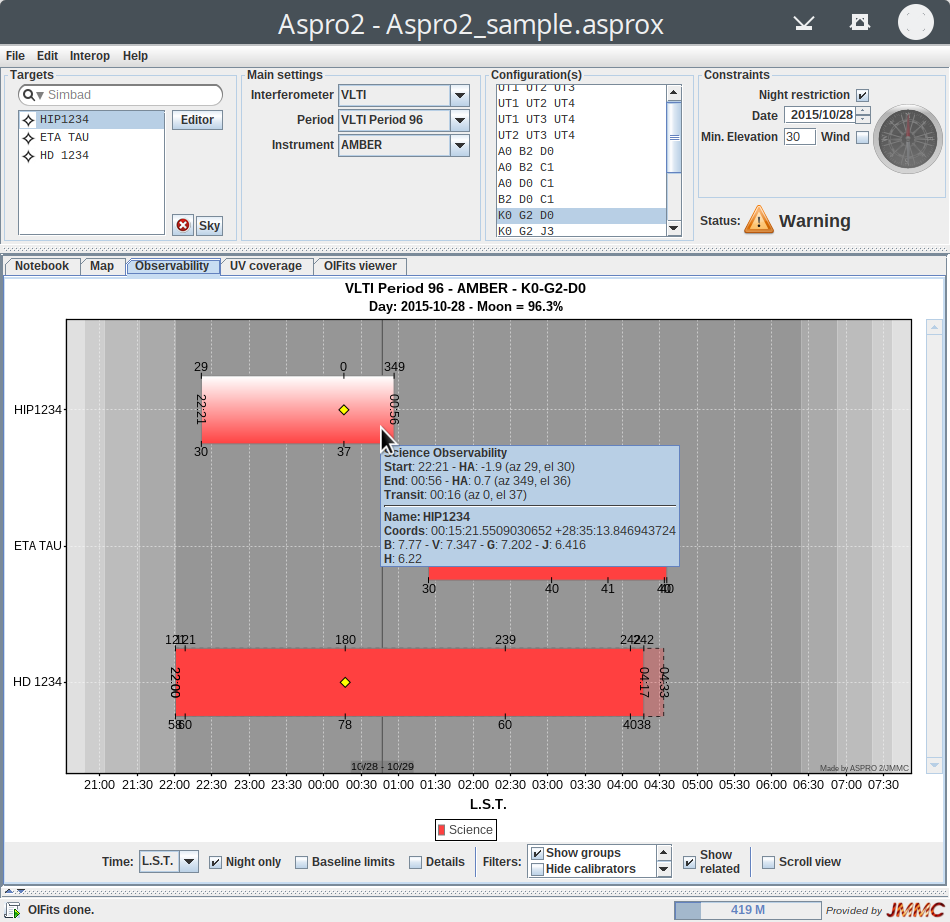 Aspro2 - Aspro2_sample.asprox
File Edit Interop Help
Targets
Simbad
HIP1234
ETA TAU
HD 1234
Editor
Sky
Main settings
Interferometer VLTI
Period VLTI Period 96
Instrument AMBER
Configuration(s)
UT1 UT2 UT3
UT1 UT2 UT4
UT1 UT3 UT4
UT2 UT3 UT4
A0 B2 D0
A0 B2 C1
A0 D0 C1
B2 D0 C1
K0 G2 D0
K0 G2 J3
Constraints
Night restriction
Date 2015/10/28
Min. Elevation 30 Wind
Status: Warning
Notebook Map Observability UV coverage OIFits viewer
VLTI Period 96 - AMBER - K0-G2-D0
Day: 2015-10-28 - Moon = 96.3%
29 0 349
HIP1234
22:21 00:56
30 37
Science Observability
Start: 22:21 - HA: -1.9 (az 29, el 30)
End: 00:56 - HA: 0.7 (az 349, el 36)
Transit: 00:16 (az 0, el 37)
Name: HIP1234
Coords: 00:15:21.5509030652 +28:35:13.846943724
B: 7.77 - V: 7.347 - G: 7.202 - J: 6.416
H: 6.22
ETA TAU
30 40 41 40
121 121 180 239 242 242
HD 1234
22:00 04:17 04:33
58 60 78 60 40 38
10/28 - 10/29
Made by ASPRO 2/JMMC
21:00 21:30 22:00 22:30 23:00 23:30 00:00 00:30 01:00 01:30 02:00 02:30 03:00 03:30 04:00 04:30 05:00 05:30 06:00 06:30 07:00 07:30
L.S.T.
Science
Time: L.S.T. Night only Baseline limits Details Filters: Show groups
Hide calibrators
Show related
Scroll view
OIFits done.
419 M
Provided by JMMC